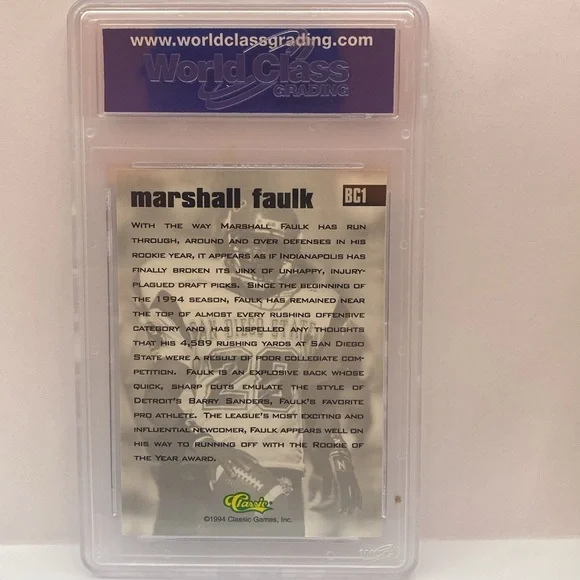 www.worldclassgrading.com
World Class
GRADING
marshall faulk BC1
WITH THE WAY MARSHALL FAULK HAS RUN
THROUGH, AROUND AND OVER DEFENSES IN HIS
ROOKIE YEAR, IT APPEARS AS IF INDIANAPOLIS HAS
FINALLY BROKEN ITS JINX OF UNHAPPY, INJURY-
PLAGUED DRAFT PICKS. SINCE THE BEGINNING OF
THE 1994 SEASON, FAULK HAS REMAINED NEAR
THE TOP OF ALMOST EVERY RUSHING OFFENSIVE
CATEGORY AND HAS DISPELLED ANY THOUGHTS
THAT HIS 4,589 RUSHING YARDS AT SAN DIEGO
STATE WERE A RESULT OF POOR COLLEGIATE COM-
PETITION. FAULK IS AN EXPLOSIVE BACK WHOSE
QUICK, SHARP CUTS EMULATE THE STYLE OF
DETROIT'S BARRY SANDERS, FAULK'S FAVORITE
PRO ATHLETE. THE LEAGUE'S MOST EXCITING AND
INFLUENTIAL NEWCOMER, FAULK APPEARS WELL ON
HIS WAY TO RUNNING OFF WITH THE ROOKIE OF
THE YEAR AWARD.
SAN DIEGO STATE
28
Classic
©1994 Classic Games, Inc.